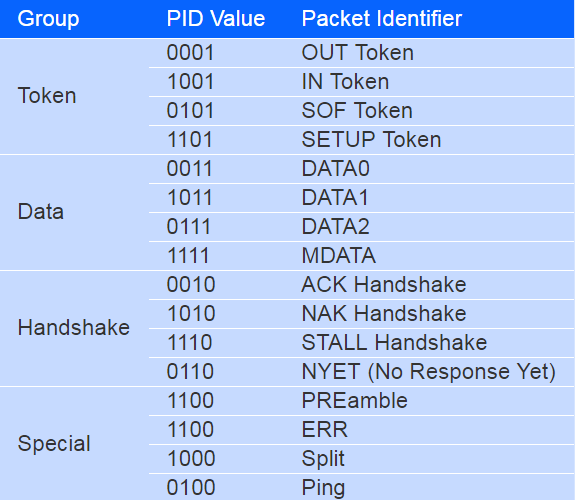 Group PID Value Packet Identifier
Token
0001 OUT Token
1001 IN Token
0101 SOF Token
1101 SETUP Token
Data
0011 DATA0
1011 DATA1
0111 DATA2
1111 MDATA
Handshake
0010 ACK Handshake
1010 NAK Handshake
1110 STALL Handshake
0110 NYET (No Response Yet)
Special
1100 PREamble
1100 ERR
1000 Split
0100 Ping